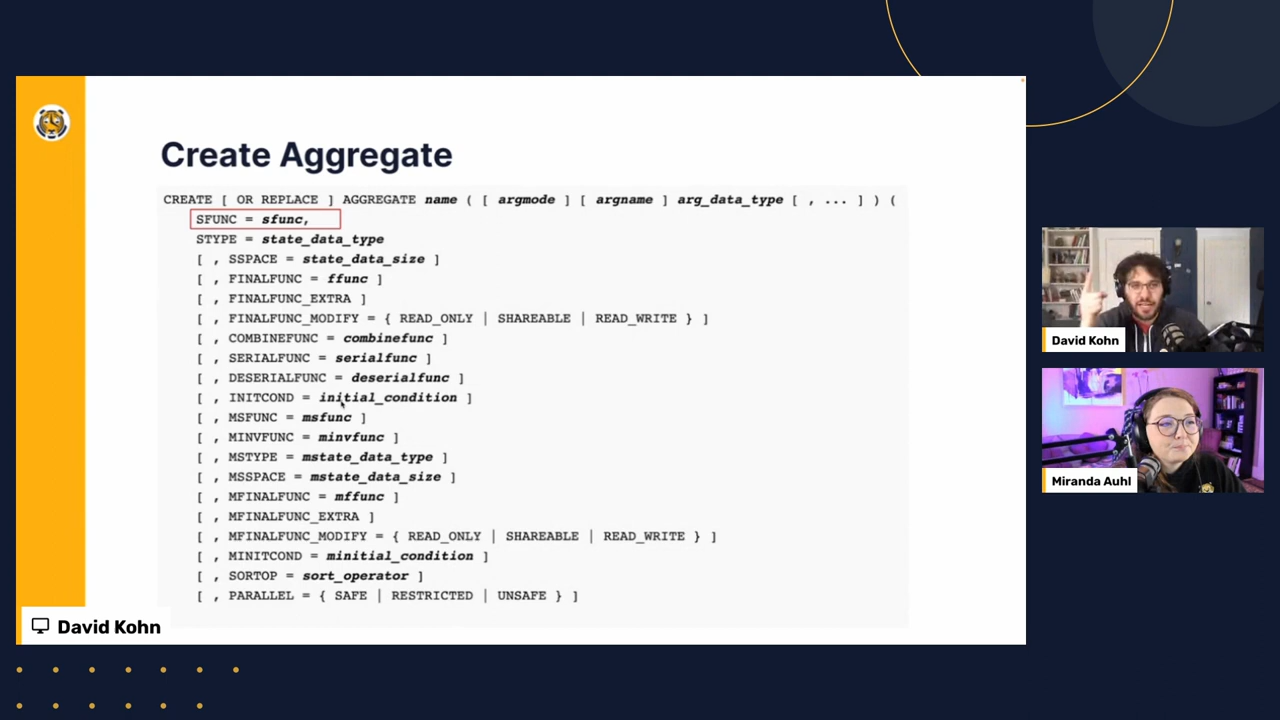 Create Aggregate
CREATE [ OR REPLACE ] AGGREGATE name ( [ argmode ] [ argname ] arg_data_type [ , ... ] ) (
SFUNC = sfunc,
STYPE = state_data_type
[ , SSPACE = state_data_size ]
[ , FINALFUNC = ffunc ]
[ , FINALFUNC_EXTRA ]
[ , FINALFUNC_MODIFY = { READ_ONLY | SHAREABLE | READ_WRITE } ]
[ , COMBINEFUNC = combinefunc ]
[ , SERIALFUNC = serialfunc ]
[ , DESERIALFUNC = deserialfunc ]
[ , INITCOND = initial_condition ]
[ , MSFUNC = msfunc ]
[ , MINVFUNC = minvfunc ]
[ , MSTYPE = mstate_data_type ]
[ , MSSPACE = mstate_data_size ]
[ , MFINALFUNC = mffunc ]
[ , MFINALFUNC_EXTRA ]
[ , MFINALFUNC_MODIFY = { READ_ONLY | SHAREABLE | READ_WRITE } ]
[ , MINITCOND = minitial_condition ]
[ , SORTOP = sort_operator ]
[ , PARALLEL = { SAFE | RESTRICTED | UNSAFE } ]
David Kohn
David Kohn
Miranda Auhl